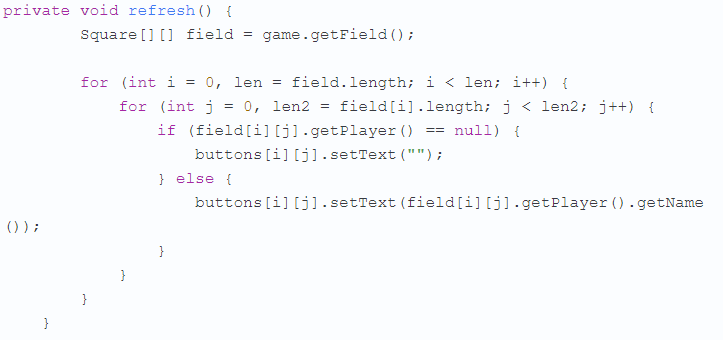 private void refresh() {
        Square[][] field = game.getField();

        for (int i = 0, len = field.length; i < len; i++) {
            for (int j = 0, len2 = field[i].length; j < len2; j++) {
                if (field[i][j].getPlayer() == null) {
                    buttons[i][j].setText("");
                } else {
                    buttons[i][j].setText(field[i][j].getPlayer().getName
());
                }
            }
        }
    }